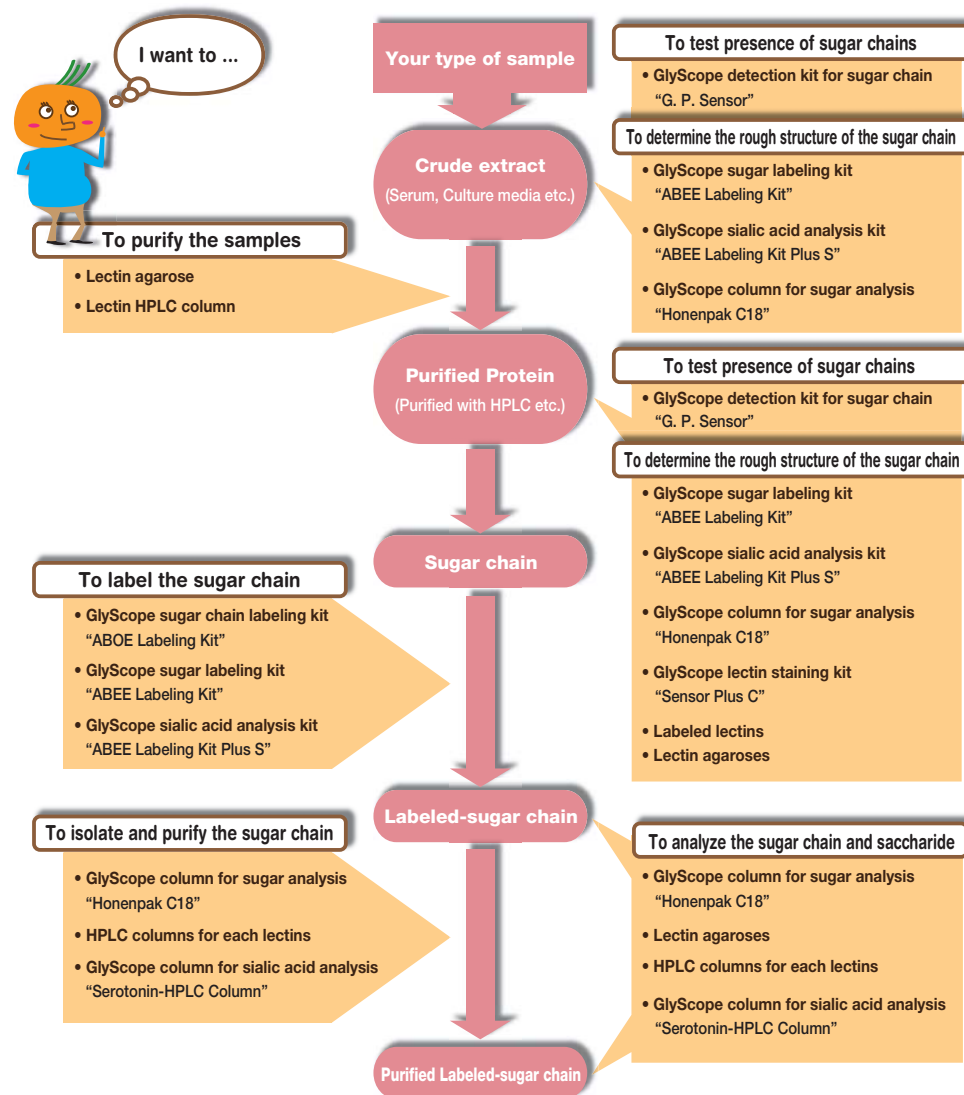 I want to ...
Your type of sample
Crude extract
(Serum, Culture media etc.)
To test presence of sugar chains
• GlyScope detection kit for sugar chain
“G. P. Sensor”
To determine the rough structure of the sugar chain
• GlyScope sugar labeling kit
“ABEE Labeling Kit”
• GlyScope sialic acid analysis kit
“ABEE Labeling Kit Plus S”
• GlyScope column for sugar analysis
“Honenpak C18”
To purify the samples
• Lectin agarose
• Lectin HPLC column
Purified Protein
(Purified with HPLC etc.)
To test presence of sugar chains
• GlyScope detection kit for sugar chain
“G. P. Sensor”
To determine the rough structure of the sugar chain
• GlyScope sugar labeling kit
“ABEE Labeling Kit”
• GlyScope sialic acid analysis kit
“ABEE Labeling Kit Plus S”
• GlyScope column for sugar analysis
“Honenpak C18”
• GlyScope lectin staining kit
“Sensor Plus C”
• Labeled lectins
• Lectin agaroses
Sugar chain
To label the sugar chain
• GlyScope sugar chain labeling kit
“ABOE Labeling Kit”
• GlyScope sugar labeling kit
“ABEE Labeling Kit”
• GlyScope sialic acid analysis kit
“ABEE Labeling Kit Plus S”
Labeled-sugar chain
To isolate and purify the sugar chain
• GlyScope column for sugar analysis
“Honenpak C18”
• HPLC columns for each lectins
• GlyScope column for sialic acid analysis
“Serotonin-HPLC Column”
To analyze the sugar chain and saccharide
• GlyScope column for sugar analysis
“Honenpak C18”
• Lectin agaroses
• HPLC columns for each lectins
• GlyScope column for sialic acid analysis
“Serotonin-HPLC Column”
Purified Labeled-sugar chain